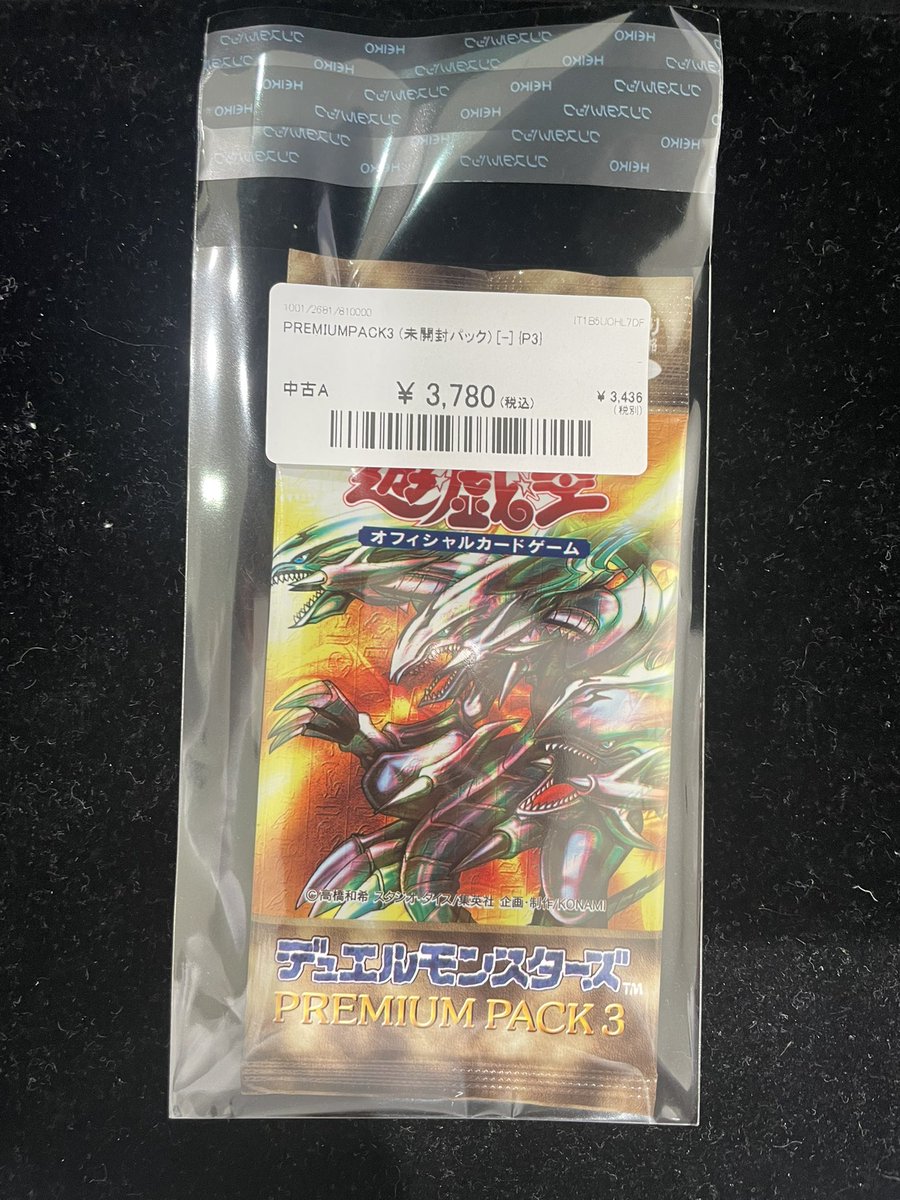 HEIKO
1001/2681/810000
IT1B5UOHL7DF
PREMIUMPACK3 (未開封パック) [-] {P3}
中古A
¥ 3,780 (税込)
¥ 3,436
(税別)
遊☆戯☆王
オフィシャルカードゲーム
©高橋和希 スタジオ・ダイス/集英社 企画・制作/KONAMI
デュエルモンスターズ™
PREMIUM PACK 3